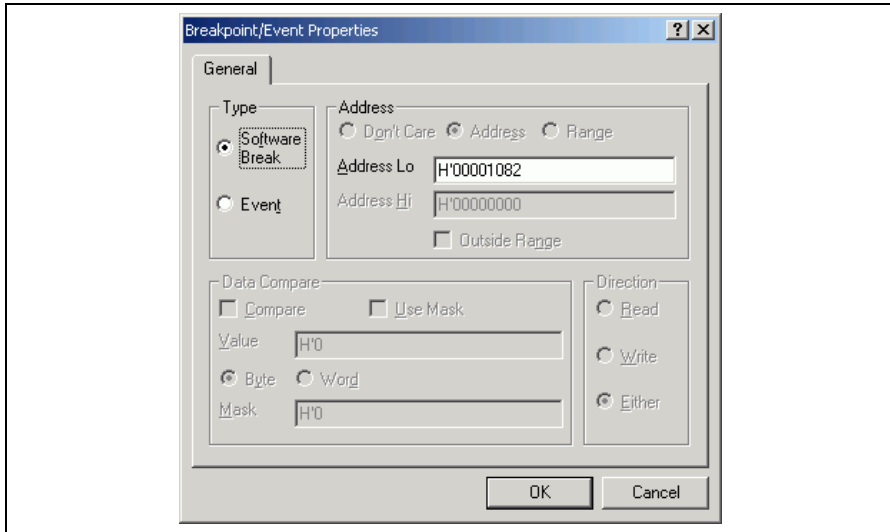 Breakpoint/Event Properties
General
Type
Software
Break
Event
Address
Don't Care Address Range
Address Lo H'00001082
Address Hi H'00000000
Outside Range
Data Compare
Compare Use Mask
Value H'0
Byte Word
Mask H'0
Direction
Read
Write
Either
OK Cancel